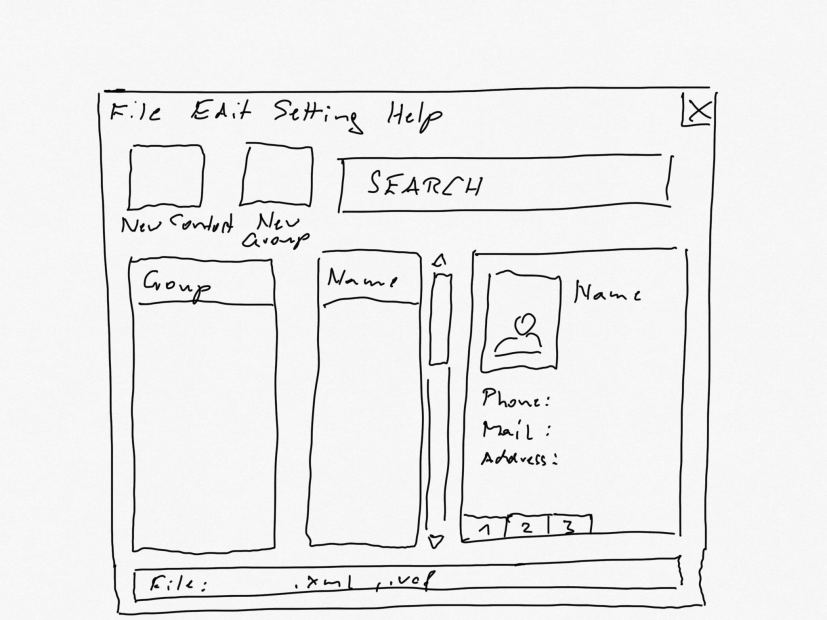 File Edit Setting Help
X
SEARCH
New Contact New Group
Group
Name
Name
Phone:
Mail :
Address:
1 2 3
File: .xml , .vcf